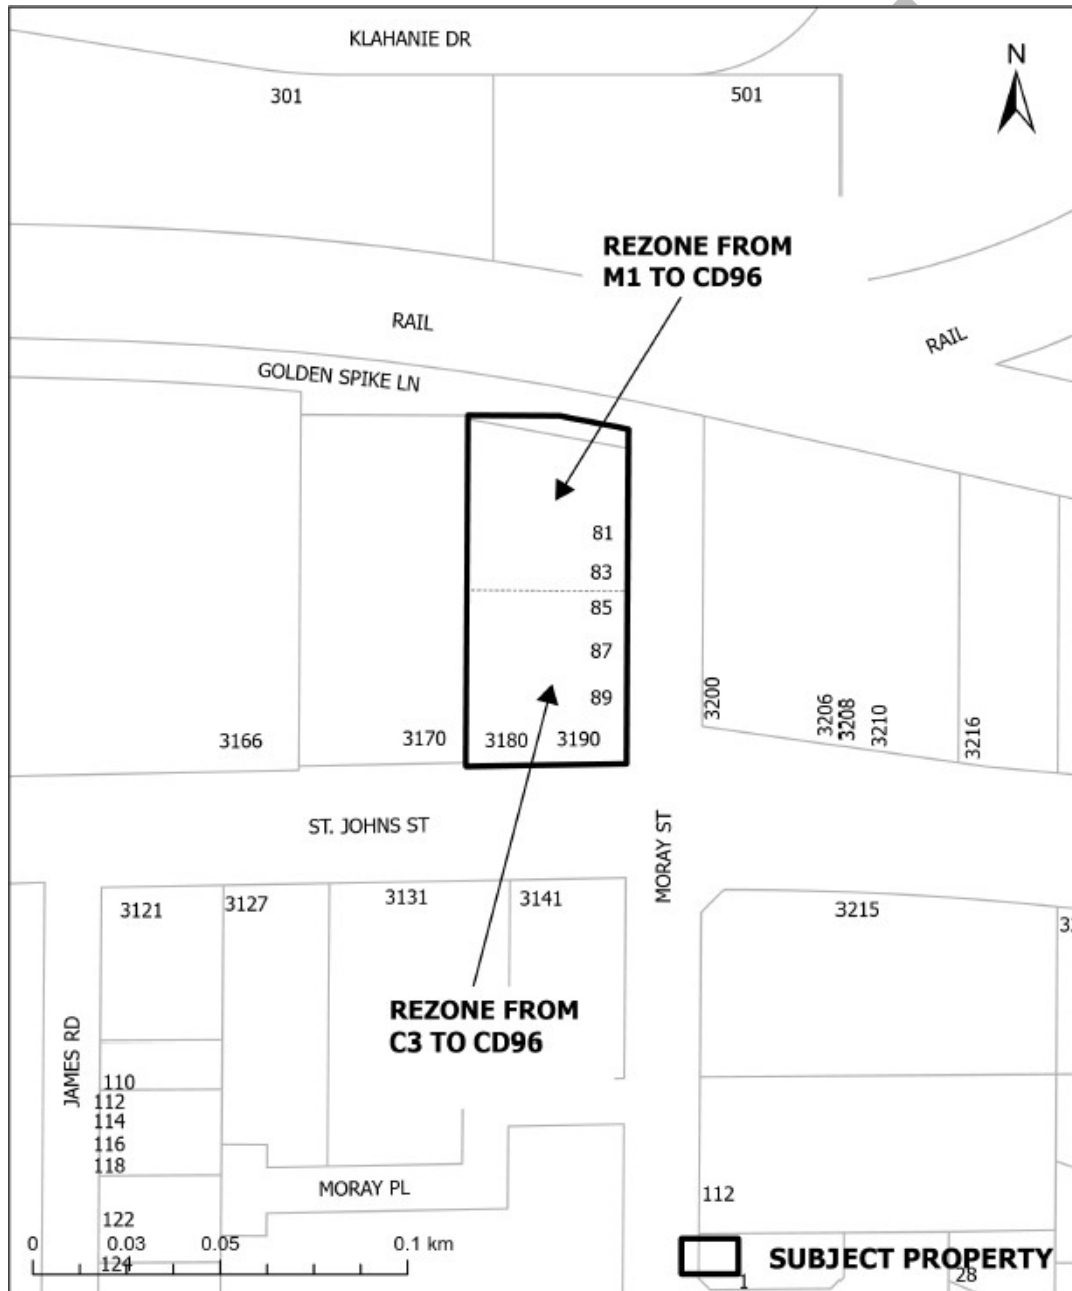 KLAHANIE DR
N
301
501
REZONE FROM
M1 TO CD96
RAIL
RAIL
GOLDEN SPIKE LN
81
83
85
87
89
3166
3170
3180
3190
3200
3206
3208
3210
3216
ST. JOHNS ST
MORAY ST
3121
3127
3131
3141
3215
REZONE FROM
C3 TO CD96
JAMES RD
110
112
114
116
118
MORAY PL
112
122
0
0.03
0.05
0.1 km
124
SUBJECT PROPERTY
1
28